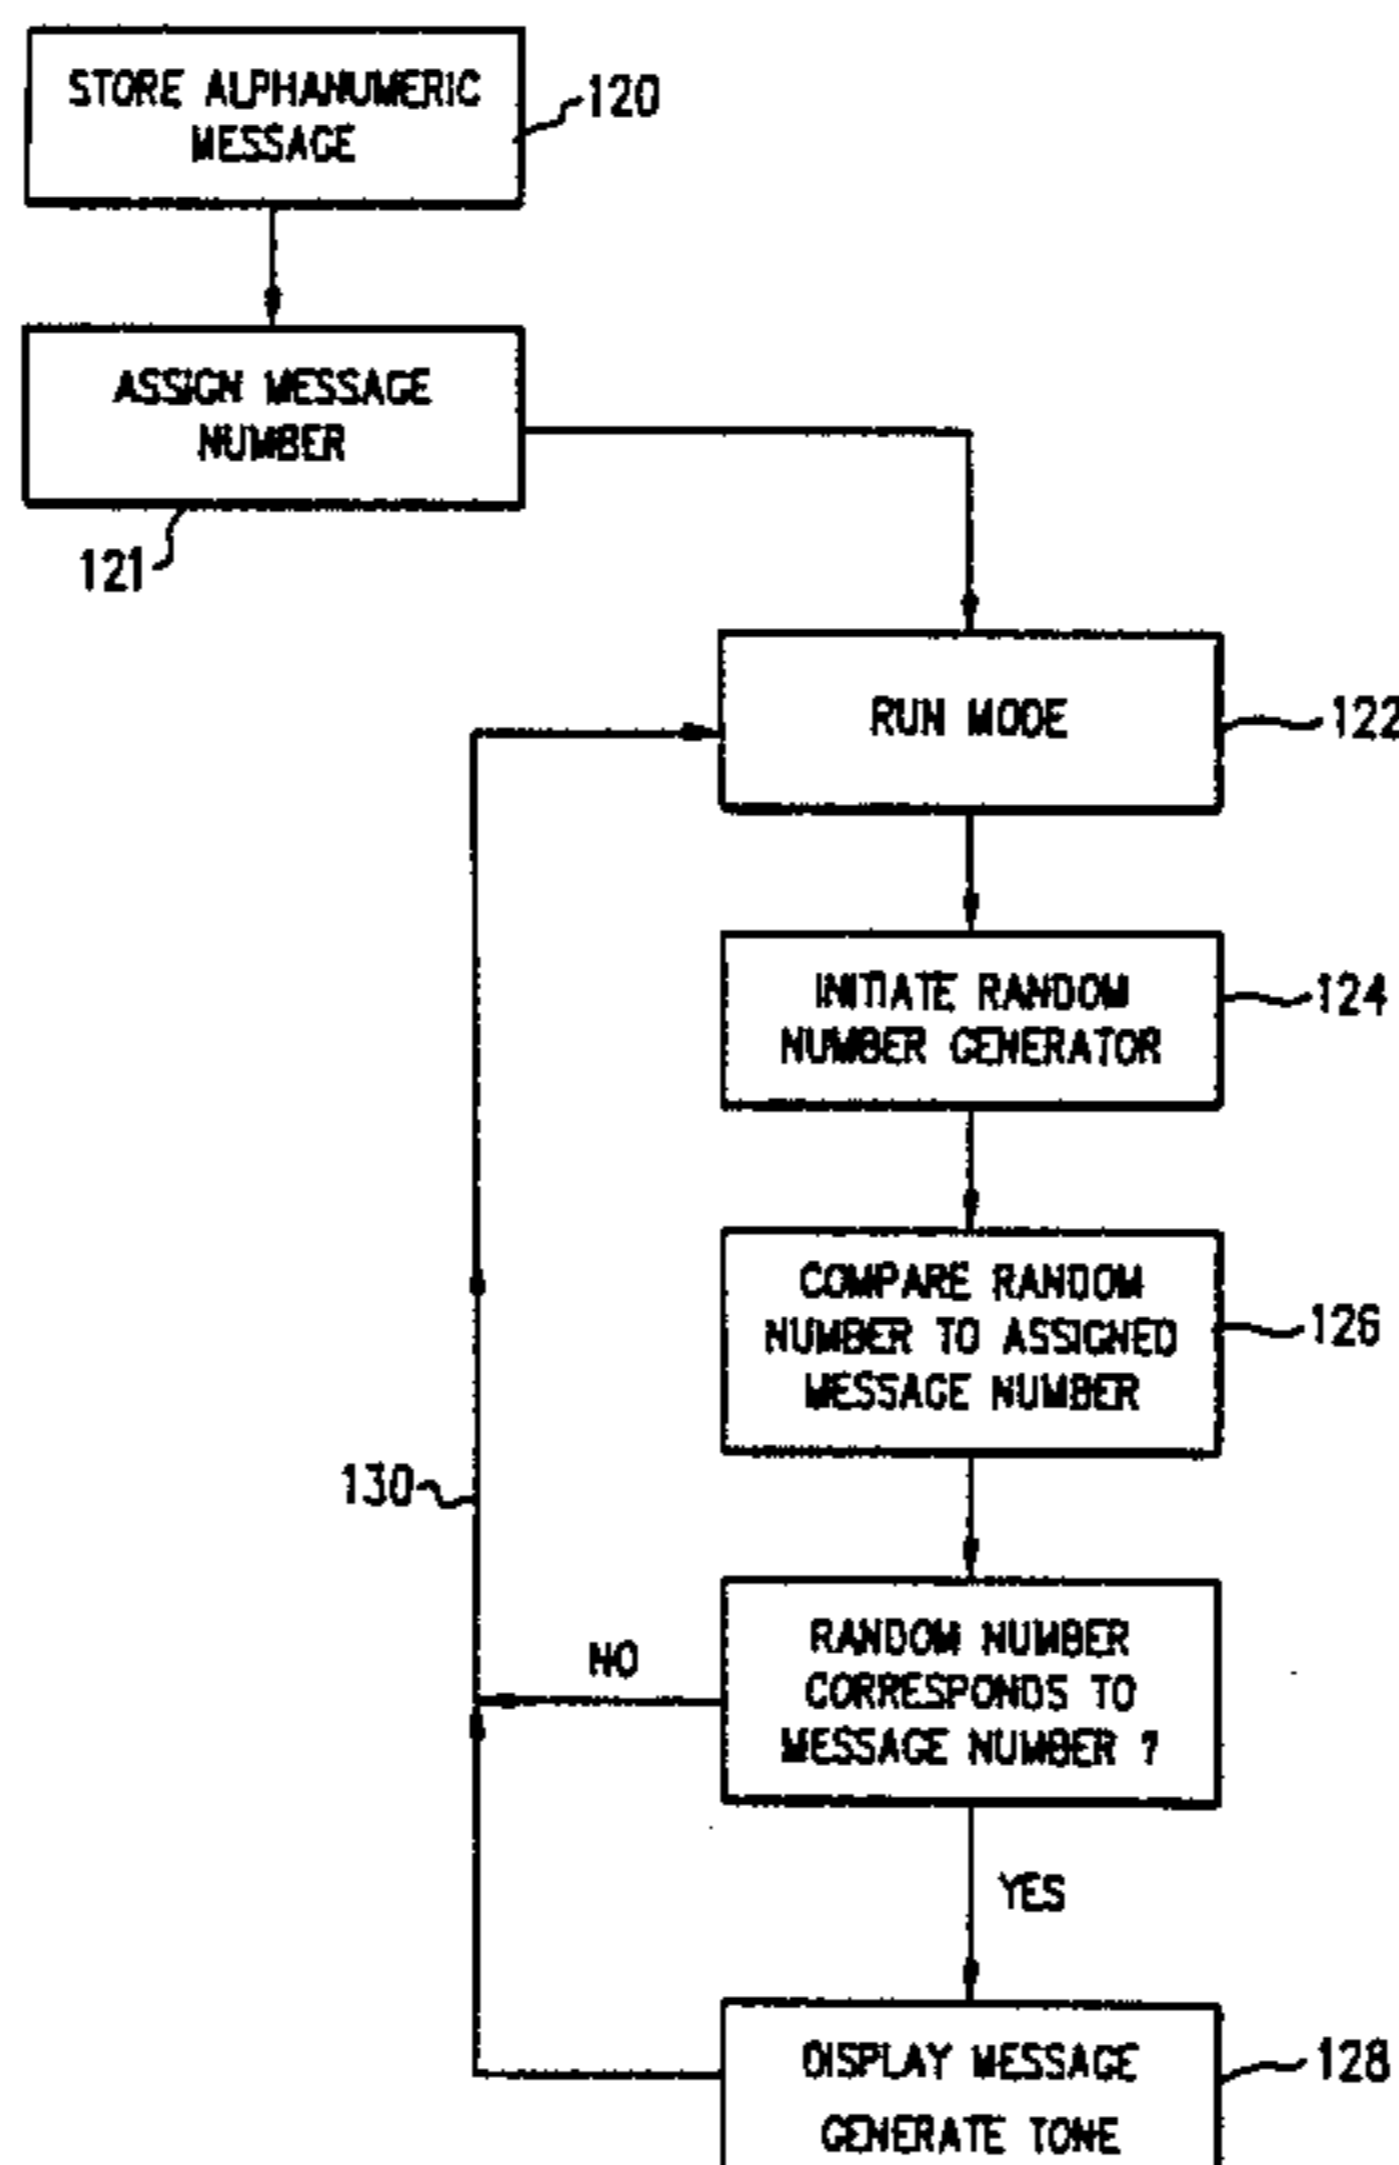 STORE ALPHANUMERIC
MESSAGE
120
ASSIGN MESSAGE
NUMBER
121
RUN MODE
122
INITIATE RANDOM
NUMBER GENERATOR
124
COMPARE RANDOM
NUMBER TO ASSIGNED
MESSAGE NUMBER
126
130
RANDOM NUMBER
CORRESPONDS TO
MESSAGE NUMBER ?
NO
YES
DISPLAY MESSAGE
GENERATE TONE
128